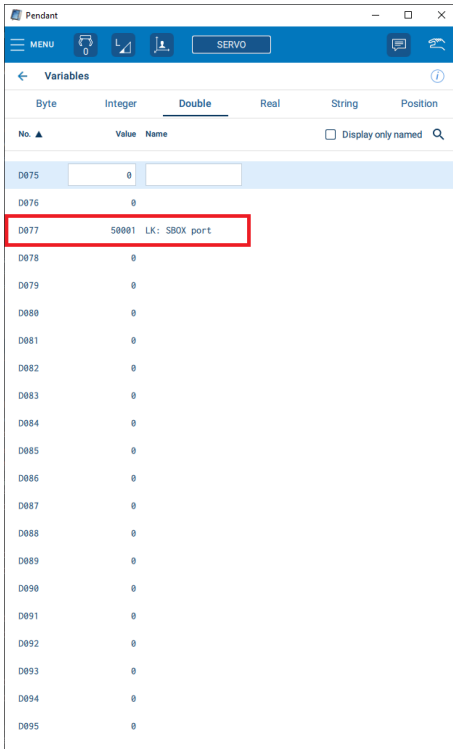 Pendant
MENU 0 L SERVO
Variables
Byte Integer Double Real String Position
No. ▲ Value Name Display only named
D075 0
D076 0
D077 50001 LK: SBOX port
D078 0
D079 0
D080 0
D081 0
D082 0
D083 0
D084 0
D085 0
D086 0
D087 0
D088 0
D089 0
D090 0
D091 0
D092 0
D093 0
D094 0
D095 0